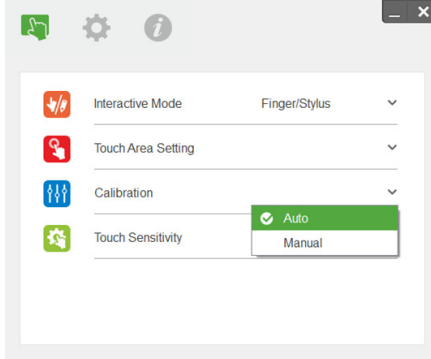 Interactive Mode Finger/Stylus
Touch Area Setting
Calibration
Auto
Touch Sensitivity
Manual